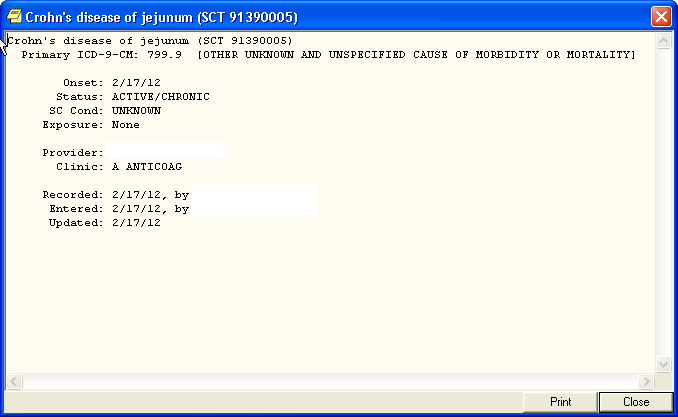 Crohn's disease of jejunum (SCT 91390005)
Crohn's disease of jejunum (SCT 91390005)
Primary ICD-9-CM: 799.9 [OTHER UNKNOWN AND UNSPECIFIED CAUSE OF MORBIDITY OR MORTALITY]
Onset: 2/17/12
Status: ACTIVE/CHRONIC
SC Cond: UNKNOWN
Exposure: None
Provider:
Clinic: A ANTICOAG
Recorded: 2/17/12, by
Entered: 2/17/12, by
Updated: 2/17/12
Print Close